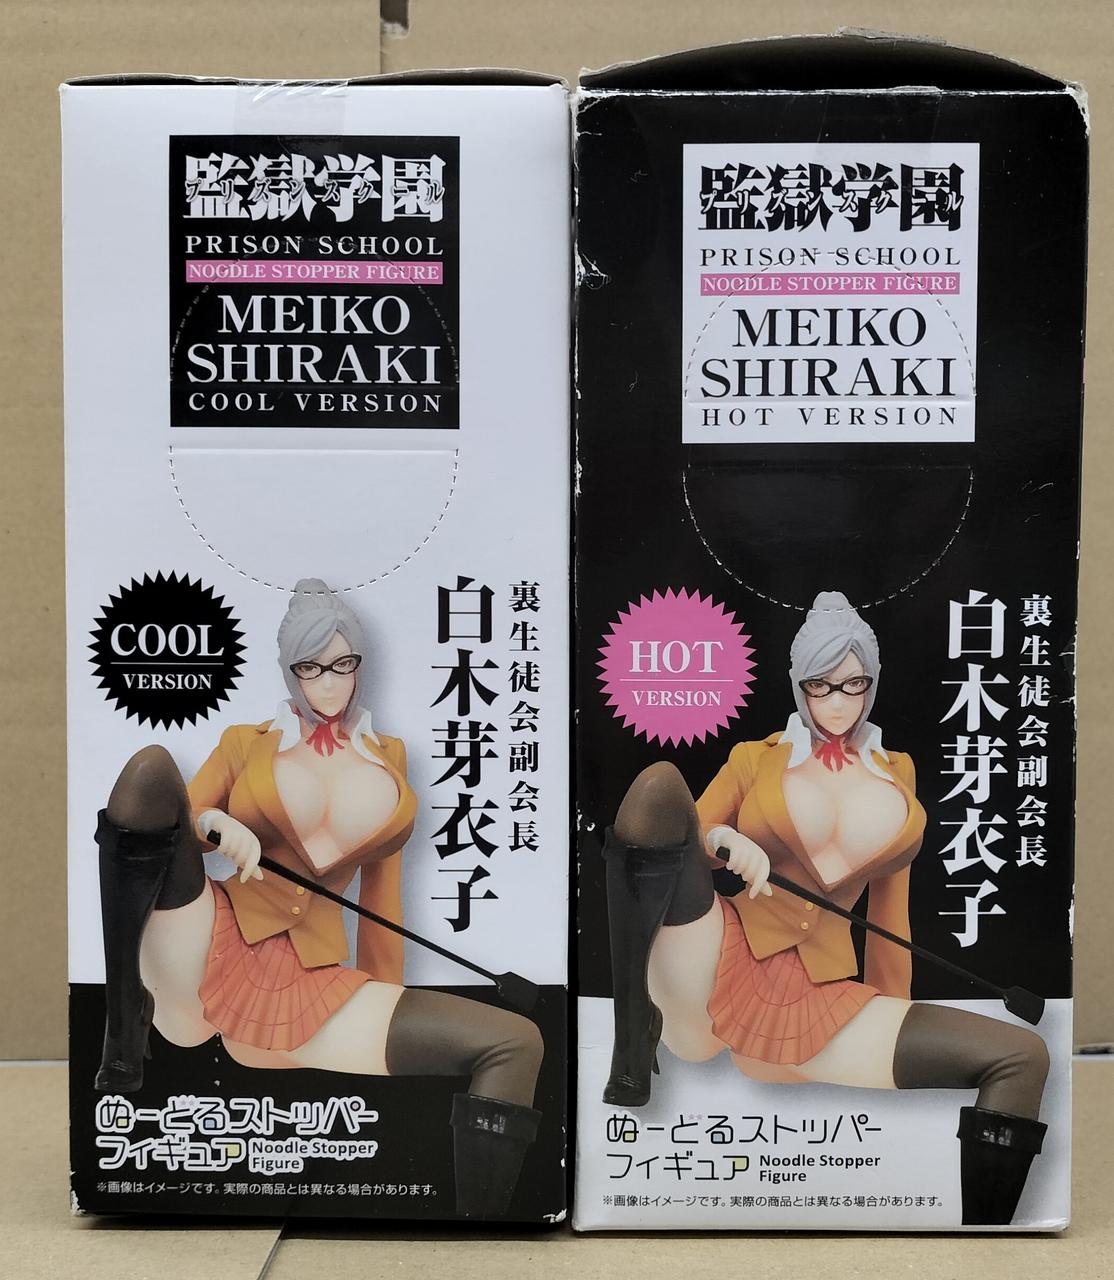 監獄学園
プリズンスクール
PRISON SCHOOL
NOODLE STOPPER FIGURE
MEIKO
SHIRAKI
COOL VERSION
COOL
VERSION
裏生徒会副会長
白木芽衣子
ぬーどるストッパー
フィギュア Noodle Stopper
Figure
※画像はイメージです。実際の商品とは異なる場合があります。
監獄学園
プリズンスクール
PRISON SCHOOL
NOODLE STOPPER FIGURE
MEIKO
SHIRAKI
HOT VERSION
HOT
VERSION
裏生徒会副会長
白木芽衣子
ぬーどるストッパー
フィギュア Noodle Stopper
Figure
※画像はイメージです。実際の商品とは異なる場合があります。